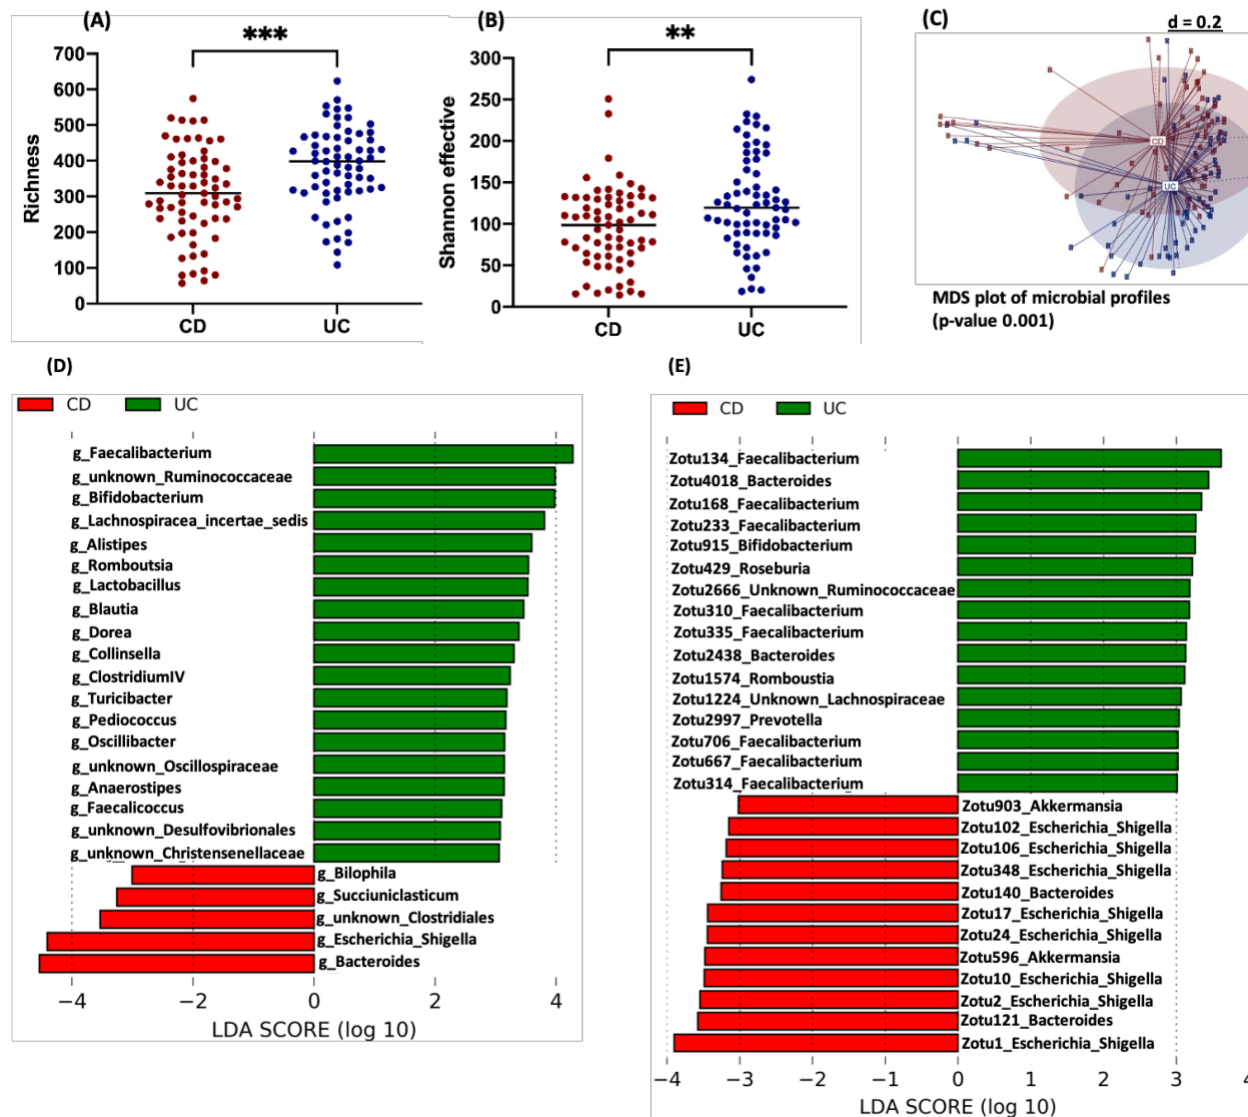 (A)
***
Richness
700
600
500
400
300
200
100
0
CD
UC
(B)
**
Shannon effective
300
250
200
150
100
50
0
CD
UC
(C)
d = 0.2
CD
UC
MDS plot of microbial profiles
(p-value 0.001)
(D)
CD
UC
g_Faecalibacterium
g_unknown_Ruminococcaceae
g_Bifidobacterium
g_Lachnospiracea_incertae_sedis
g_Alistipes
g_Romboutsia
g_Lactobacillus
g_Blautia
g_Dorea
g_Collinsella
g_ClostridiumIV
g_Turicibacter
g_Pediococcus
g_Oscillibacter
g_unknown_Oscillospiraceae
g_Anaerostipes
g_Faecalicoccus
g_unknown_Desulfovibrionales
g_unknown_Christensenellaceae
g_Bilophila
g_Succiuniclasticum
g_unknown_Clostridiales
g_Escherichia_Shigella
g_Bacteroides
−4 −2 0 2 4
LDA SCORE (log 10)
(E)
CD
UC
Zotu134_Faecalibacterium
Zotu4018_Bacteroides
Zotu168_Faecalibacterium
Zotu233_Faecalibacterium
Zotu915_Bifidobacterium
Zotu429_Roseburia
Zotu2666_Unknown_Ruminococcaceae
Zotu310_Faecalibacterium
Zotu335_Faecalibacterium
Zotu2438_Bacteroides
Zotu1574_Romboustia
Zotu1224_Unknown_Lachnospiraceae
Zotu2997_Prevotella
Zotu706_Faecalibacterium
Zotu667_Faecalibacterium
Zotu314_Faecalibacterium
Zotu903_Akkermansia
Zotu102_Escherichia_Shigella
Zotu106_Escherichia_Shigella
Zotu348_Escherichia_Shigella
Zotu140_Bacteroides
Zotu17_Escherichia_Shigella
Zotu24_Escherichia_Shigella
Zotu596_Akkermansia
Zotu10_Escherichia_Shigella
Zotu2_Escherichia_Shigella
Zotu121_Bacteroides
Zotu1_Escherichia_Shigella
−4 −3 −2 −1 0 1 2 3 4
LDA SCORE (log 10)